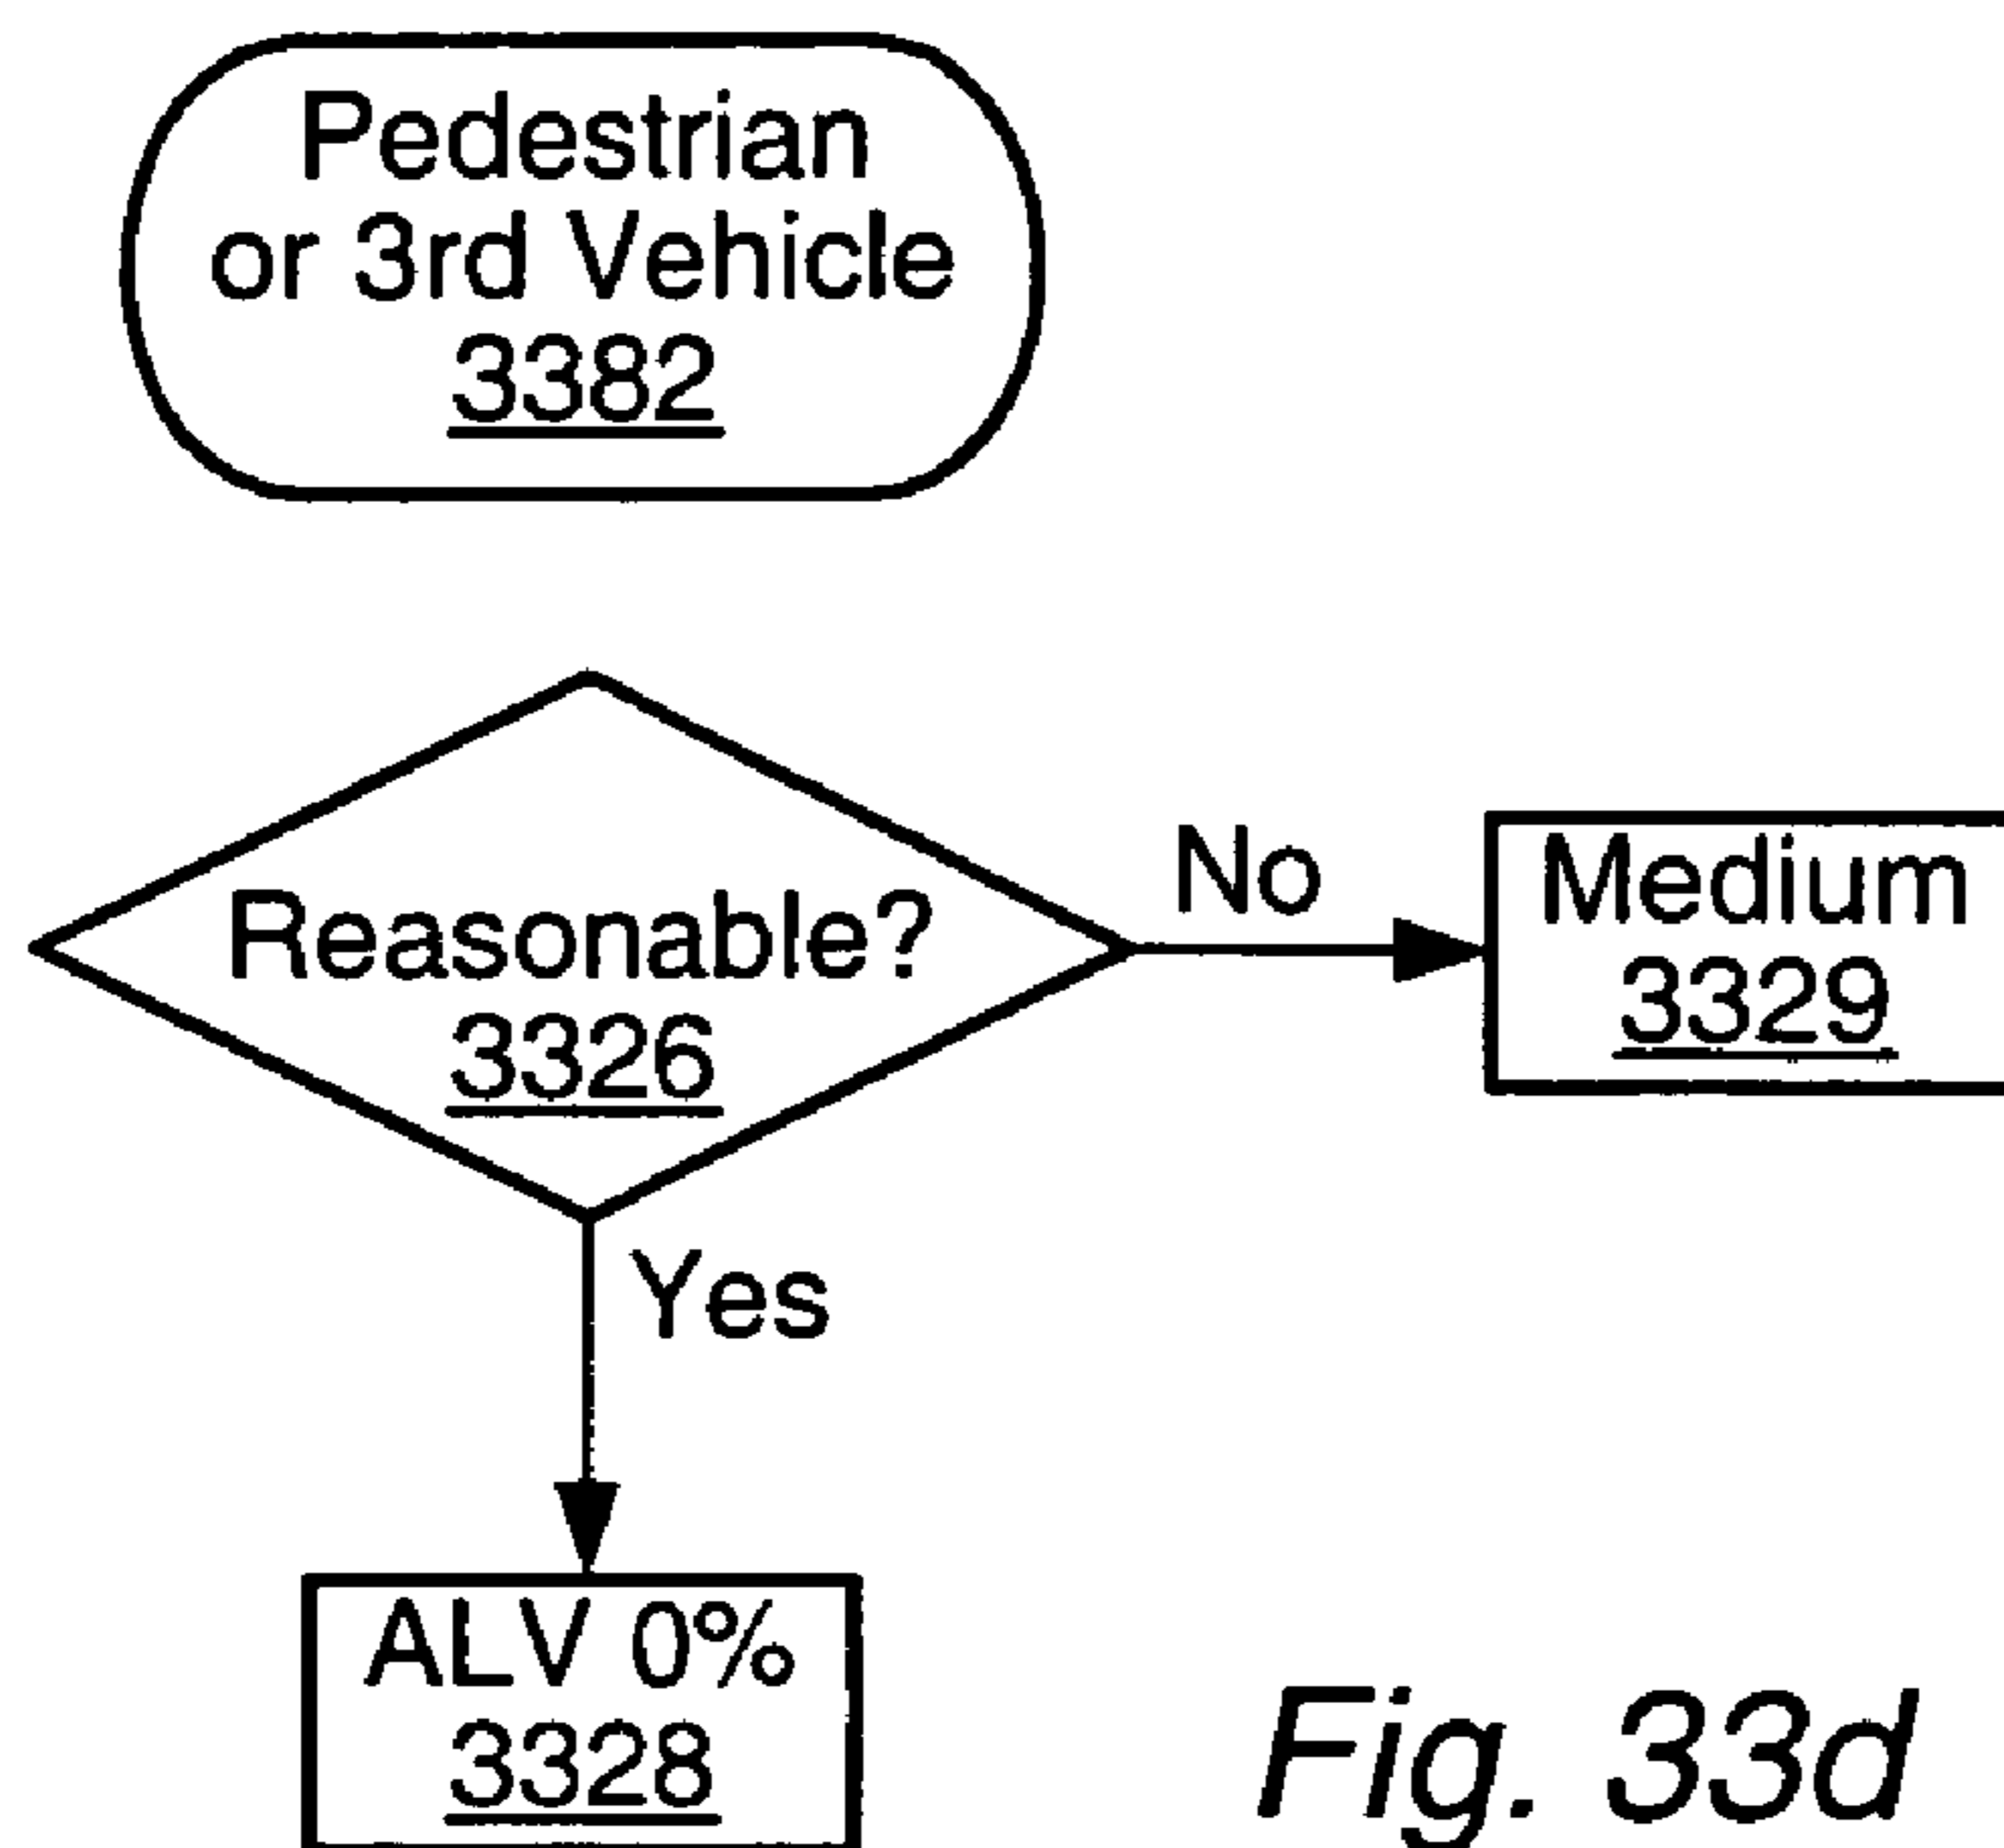 Pedestrian
or 3rd Vehicle
3382
Reasonable?
3326
No
Medium
3329
Yes
ALV 0%
3328
Fig. 33d